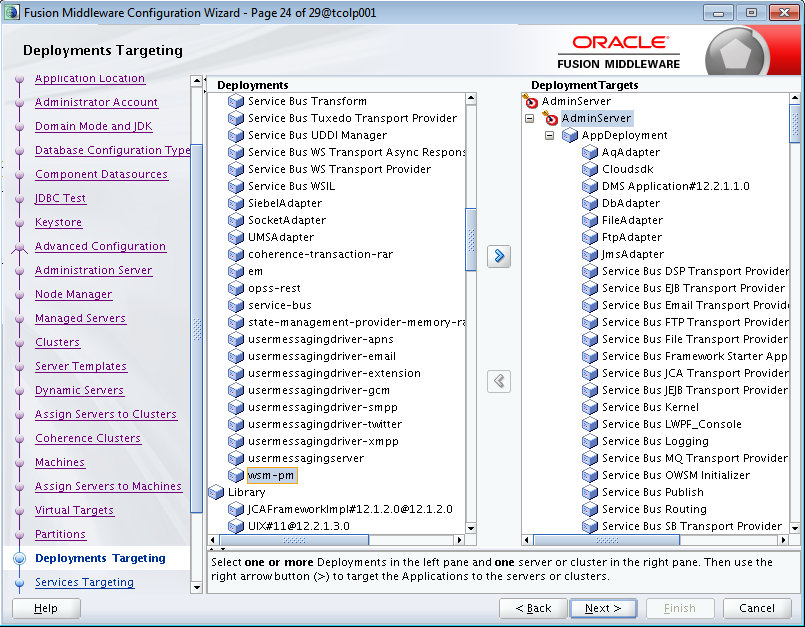 Fusion Middleware Configuration Wizard - Page 24 of 29@tcolp001
Deployments Targeting
ORACLE
FUSION MIDDLEWARE
Application Location
Administrator Account
Domain Mode and JDK
Database Configuration Type
Component Datasources
JDBC Test
Keystore
Advanced Configuration
Administration Server
Node Manager
Managed Servers
Clusters
Server Templates
Dynamic Servers
Assign Servers to Clusters
Coherence Clusters
Machines
Assign Servers to Machines
Virtual Targets
Partitions
Deployments Targeting
Services Targeting
Deployments
Service Bus Transform
Service Bus Tuxedo Transport Provider
Service Bus UDDI Manager
Service Bus WS Transport Async Respons
Service Bus WS Transport Provider
Service Bus WSIL
SiebelAdapter
SocketAdapter
UMSAdapter
coherence-transaction-rar
em
opss-rest
service-bus
state-management-provider-memory-ra
usermessagingdriver-apns
usermessagingdriver-email
usermessagingdriver-extension
usermessagingdriver-gcm
usermessagingdriver-smpp
usermessagingdriver-twitter
usermessagingdriver-xmpp
usermessagingserver
wsm-pm
Library
JCAFrameworkImpl#12.1.2.0@12.1.2.0
UIX#11@12.2.1.3.0
DeploymentTargets
AdminServer
AdminServer
AppDeployment
AqAdapter
Cloudsdk
DMS Application#12.2.1.1.0
DbAdapter
FileAdapter
FtpAdapter
JmsAdapter
Service Bus DSP Transport Provider
Service Bus EJB Transport Provider
Service Bus Email Transport Provide
Service Bus FTP Transport Provider
Service Bus File Transport Provider
Service Bus Framework Starter App
Service Bus JCA Transport Provider
Service Bus JEJB Transport Provider
Service Bus Kernel
Service Bus LWPF_Console
Service Bus Logging
Service Bus MQ Transport Provider
Service Bus OWSM Initializer
Service Bus Publish
Service Bus Routing
Service Bus SB Transport Provider
Select one or more Deployments in the left pane and one server or cluster in the right pane. Then use the
right arrow button (>) to target the Applications to the servers or clusters.
Help
< Back
Next >
Finish
Cancel